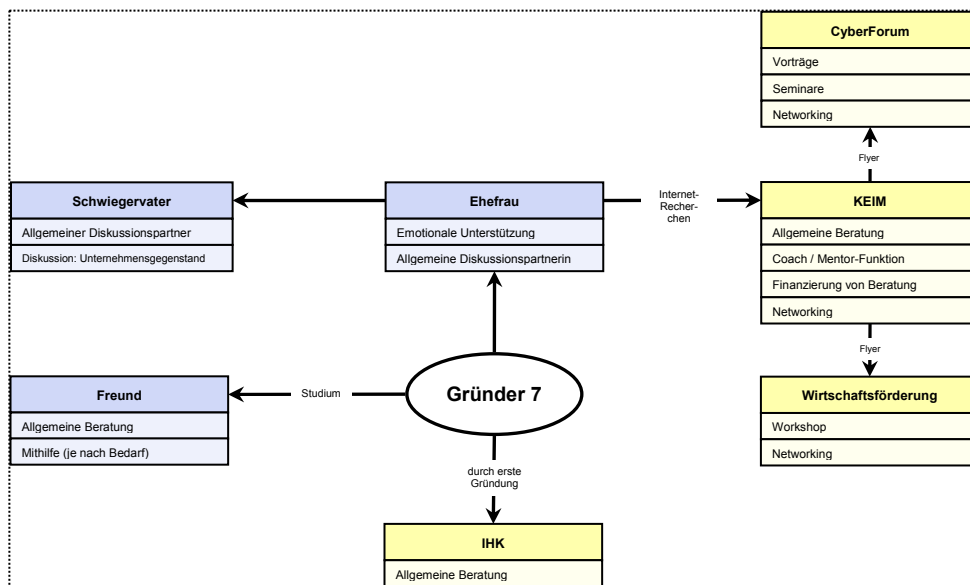 CyberForum
Vorträge
Seminare
Networking
Flyer
Schwiegervater
Allgemeiner Diskussionspartner
Diskussion: Unternehmensgegenstand
Ehefrau
Emotionale Unterstützung
Allgemeine Diskussionspartnerin
Internet-
Recher-
chen
KEIM
Allgemeine Beratung
Coach / Mentor-Funktion
Finanzierung von Beratung
Networking
Flyer
Freund
Allgemeine Beratung
Mithilfe (je nach Bedarf)
Studium
Gründer 7
Wirtschaftsförderung
Workshop
Networking
durch erste
Gründung
IHK
Allgemeine Beratung